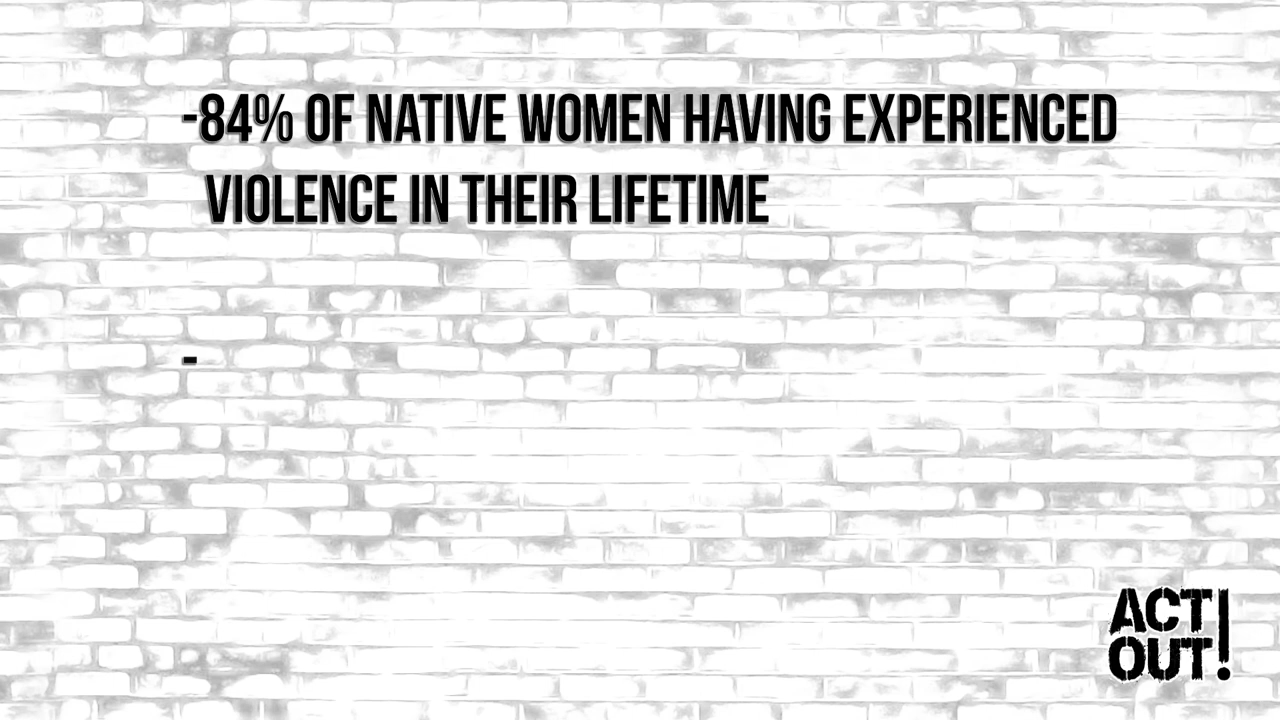 -84% OF NATIVE WOMEN HAVING EXPERIENCED
VIOLENCE IN THEIR LIFETIME
-
ACT
OUT!